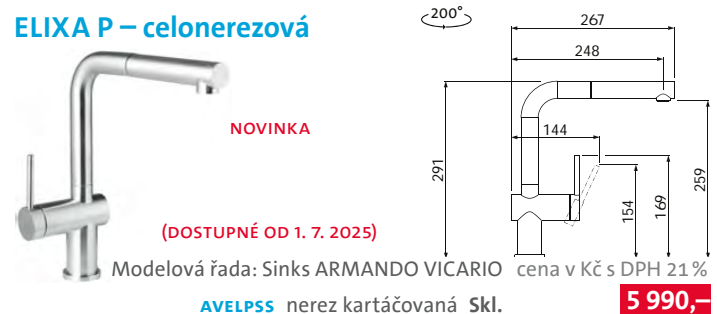 ELIXA P – celonerezová
200°
267
248
NOVINKA
144
291
259
169
154
(DOSTUPNÉ OD 1. 7. 2025)
Modelová řada: Sinks ARMANDO VICARIO cena v Kč s DPH 21 %
AVELPSS nerez kartáčovaná Skl. 5 990,–